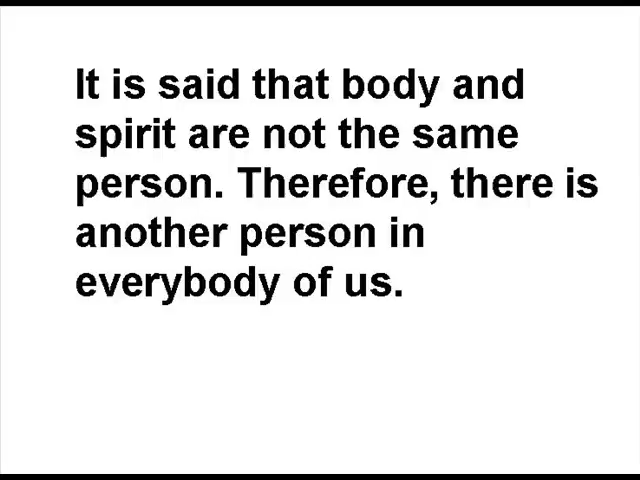 It is said that body and
spirit are not the same
person. Therefore, there is
another person in
everybody of us.